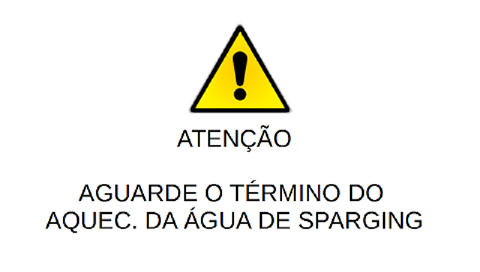 ATENÇÃO
AGUARDE O TÉRMINO DO
AQUEC. DA ÁGUA DE SPARGING